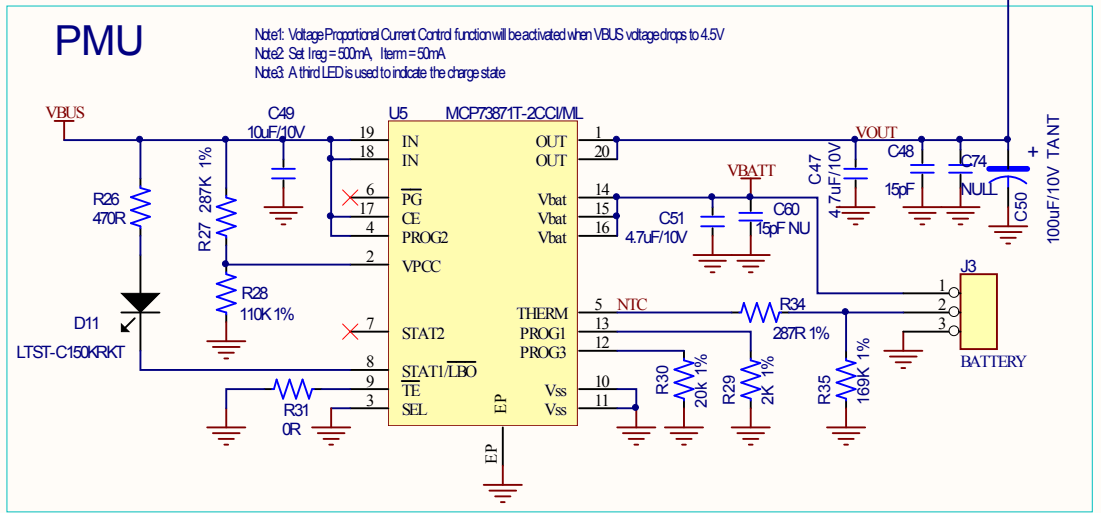 PMU
Note1: Voltage Proportional Current Control function will be activated when VBUS voltage drops to 4.5V
Note2: Set Ireg = 500mA, Iterm = 50mA
Note3: A third LED is used to indicate the charge state
VBUS
C49
10uF/10V
U5
MCP73871T-2CCI/ML
19
IN
18
IN
6
PG
17
CE
4
PROG2
2
VPCC
7
STAT2
8
STAT1/LBO
9
TE
3
SEL
EP
EP
OUT
1
OUT
20
Vbat
14
Vbat
15
Vbat
16
THERM
5
PROG1
13
PROG3
12
Vss
10
Vss
11
R26
470R
R27 287K 1%
R28
110K 1%
D11
LTST-C150KRKT
R31
0R
VOUT
VBATT
C47
4.7uF/10V
C48
15pF
C74
NULL
+
C50
100uF/10V TANT
C51
4.7uF/10V
C60
15pF NU
NTC
R34
287R 1%
R30
20k 1%
R29
2K 1%
R35
169K 1%
J3
1
2
3
BATTERY